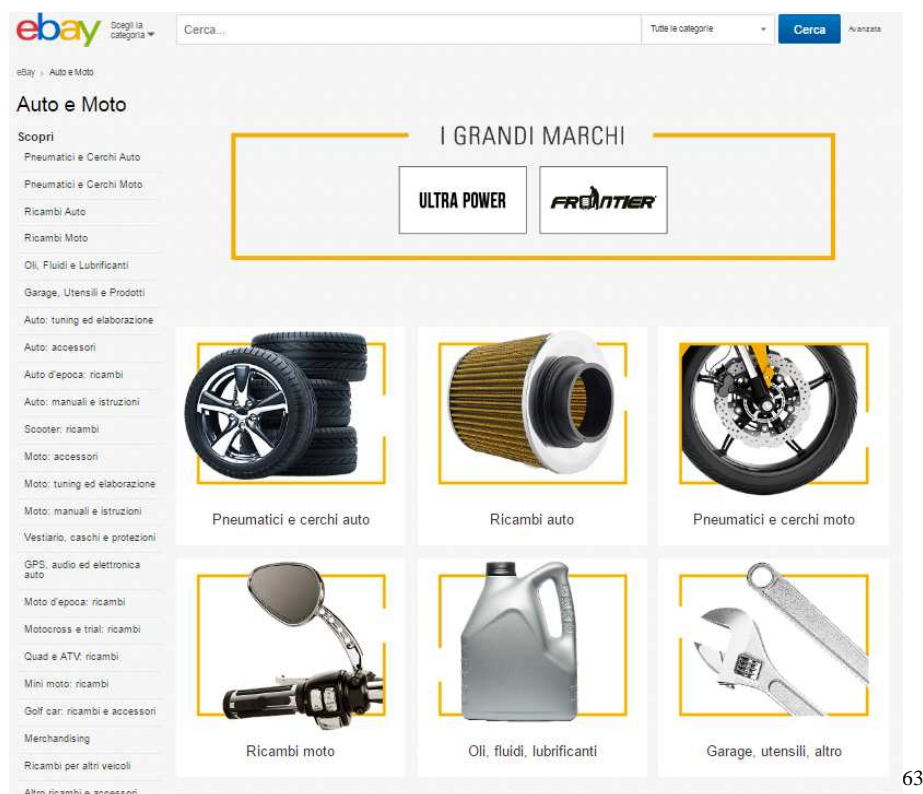 ebay Scegli la
categoria
Cerca...
Tutte le categorie
Cerca
Avanzata
eBay > Auto e Moto
Auto e Moto
Scopri
Pneumatici e Cerchi Auto
Pneumatici e Cerchi Moto
Ricambi Auto
Ricambi Moto
Oli, Fluidi e Lubrificanti
Garage, Utensili e Prodotti
Auto: tuning ed elaborazione
Auto: accessori
Auto d'epoca: ricambi
Auto: manuali e istruzioni
Scooter: ricambi
Moto: accessori
Moto: tuning ed elaborazione
Moto: manuali e istruzioni
Vestiario, caschi e protezioni
GPS, audio ed elettronica
auto
Moto d'epoca: ricambi
Motocross e trial: ricambi
Quad e ATV: ricambi
Mini moto: ricambi
Golf car: ricambi e accessori
Merchandising
Ricambi per altri veicoli
Altro ricambi e accessori
I GRANDI MARCHI
ULTRA POWER
FRONTIER
Pneumatici e cerchi auto
Ricambi auto
Pneumatici e cerchi moto
Ricambi moto
Oli, fluidi, lubrificanti
Garage, utensili, altro
63